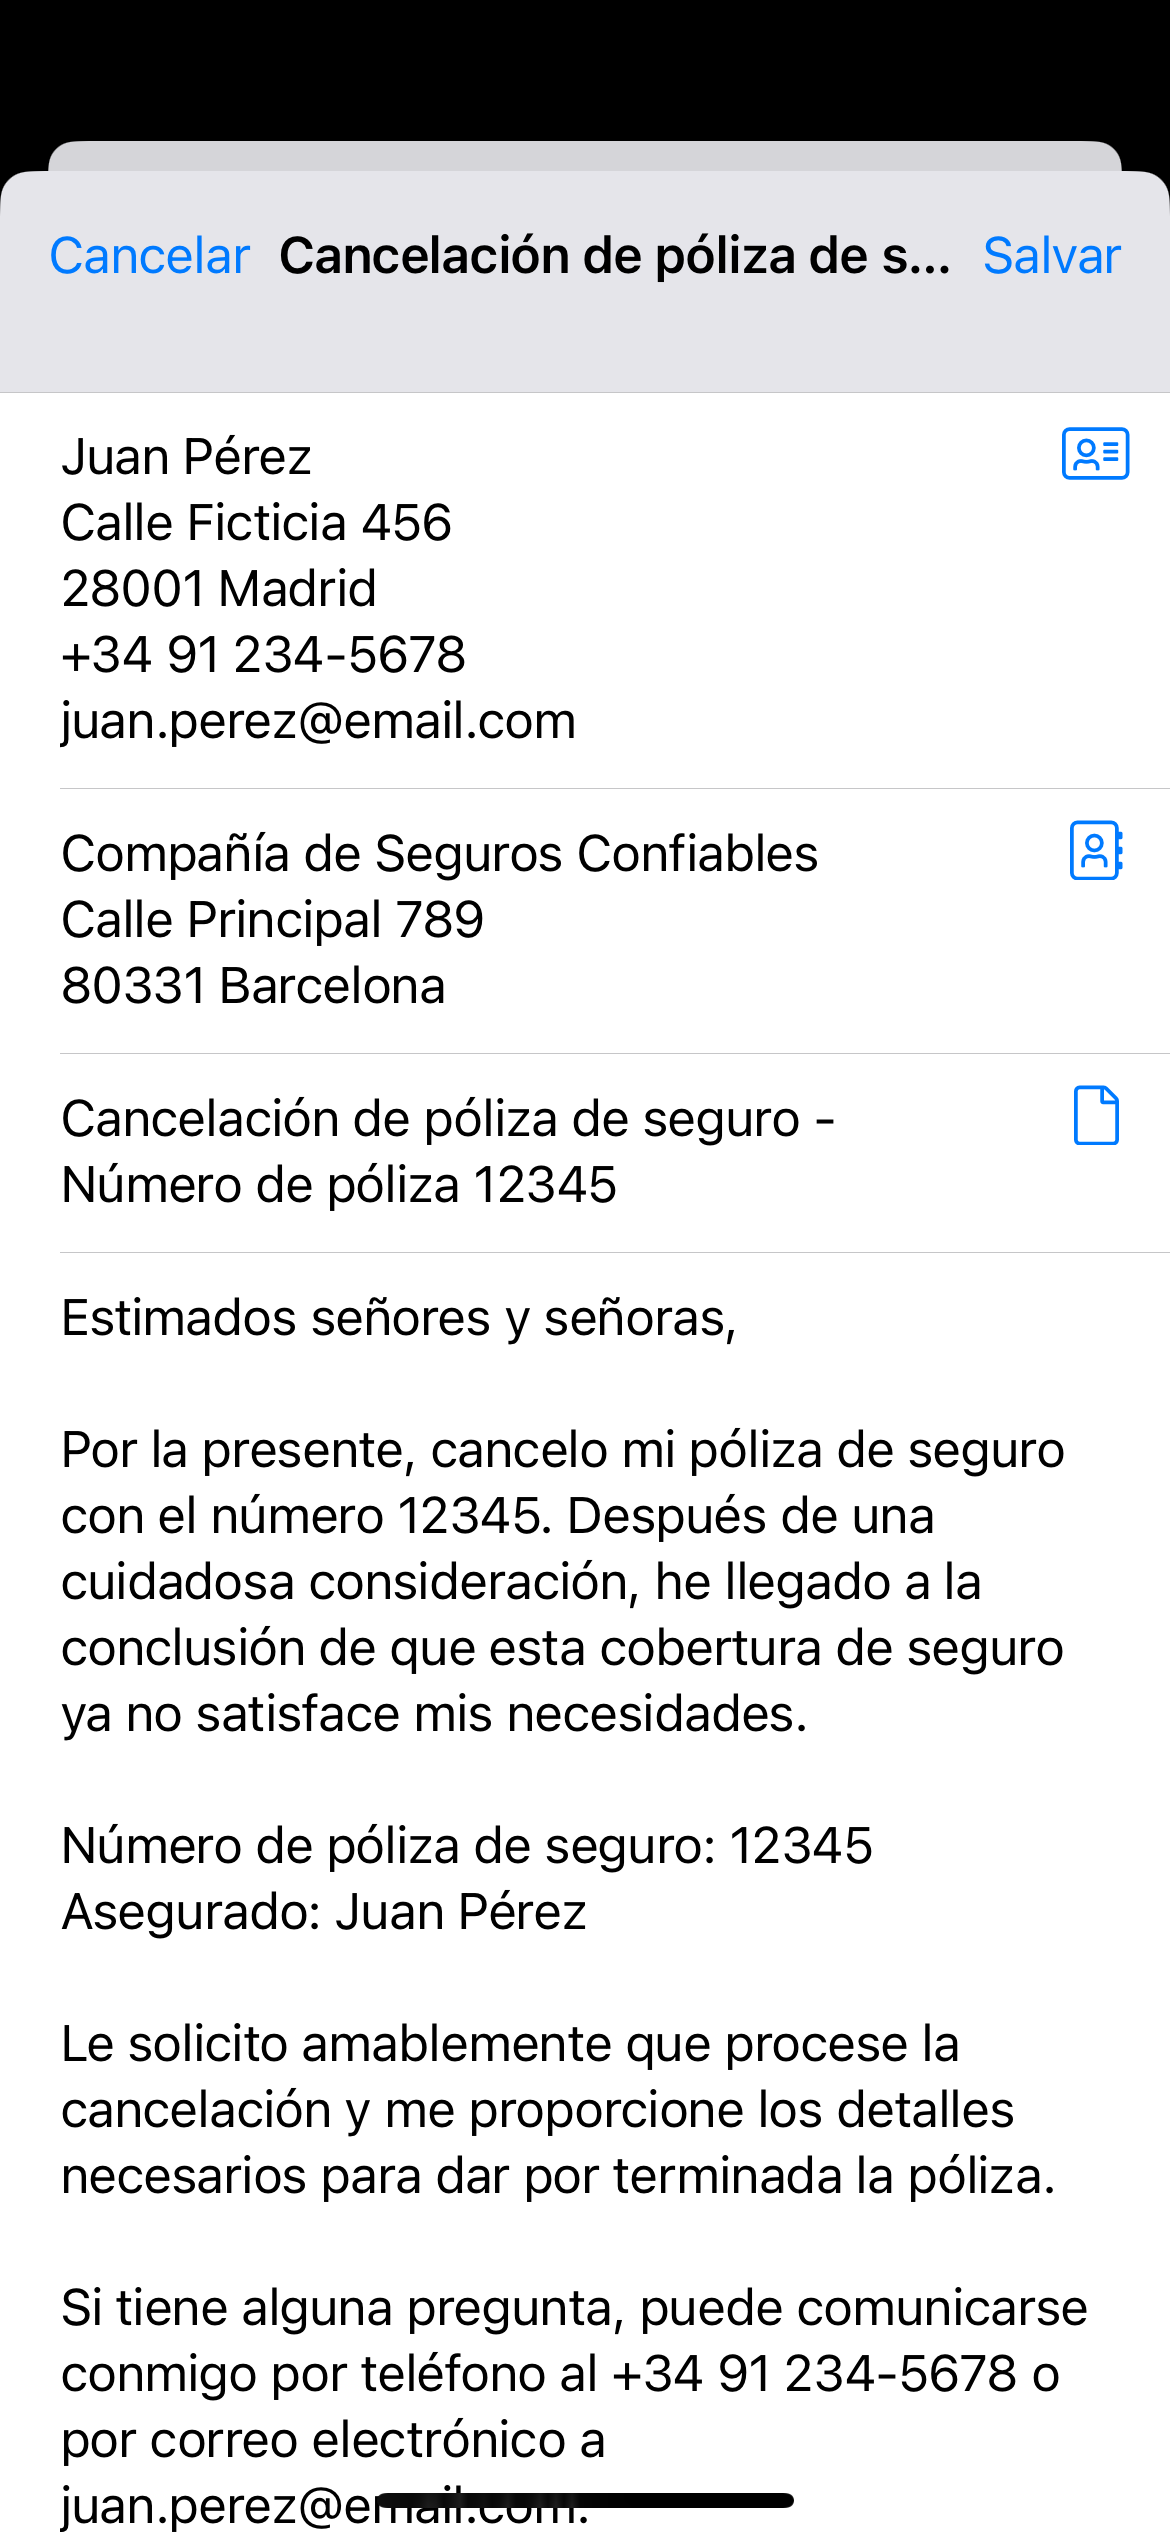 Cancelar Cancelación de póliza de s... Salvar
Juan Pérez
Calle Ficticia 456
28001 Madrid
+34 91 234-5678
juan.perez@email.com
Compañía de Seguros Confiables
Calle Principal 789
80331 Barcelona
Cancelación de póliza de seguro -
Número de póliza 12345
Estimados señores y señoras,
Por la presente, cancelo mi póliza de seguro
con el número 12345. Después de una
cuidadosa consideración, he llegado a la
conclusión de que esta cobertura de seguro
ya no satisface mis necesidades.
Número de póliza de seguro: 12345
Asegurado: Juan Pérez
Le solicito amablemente que procese la
cancelación y me proporcione los detalles
necesarios para dar por terminada la póliza.
Si tiene alguna pregunta, puede comunicarse
conmigo por teléfono al +34 91 234-5678 o
por correo electrónico a
juan.perez@email.com.